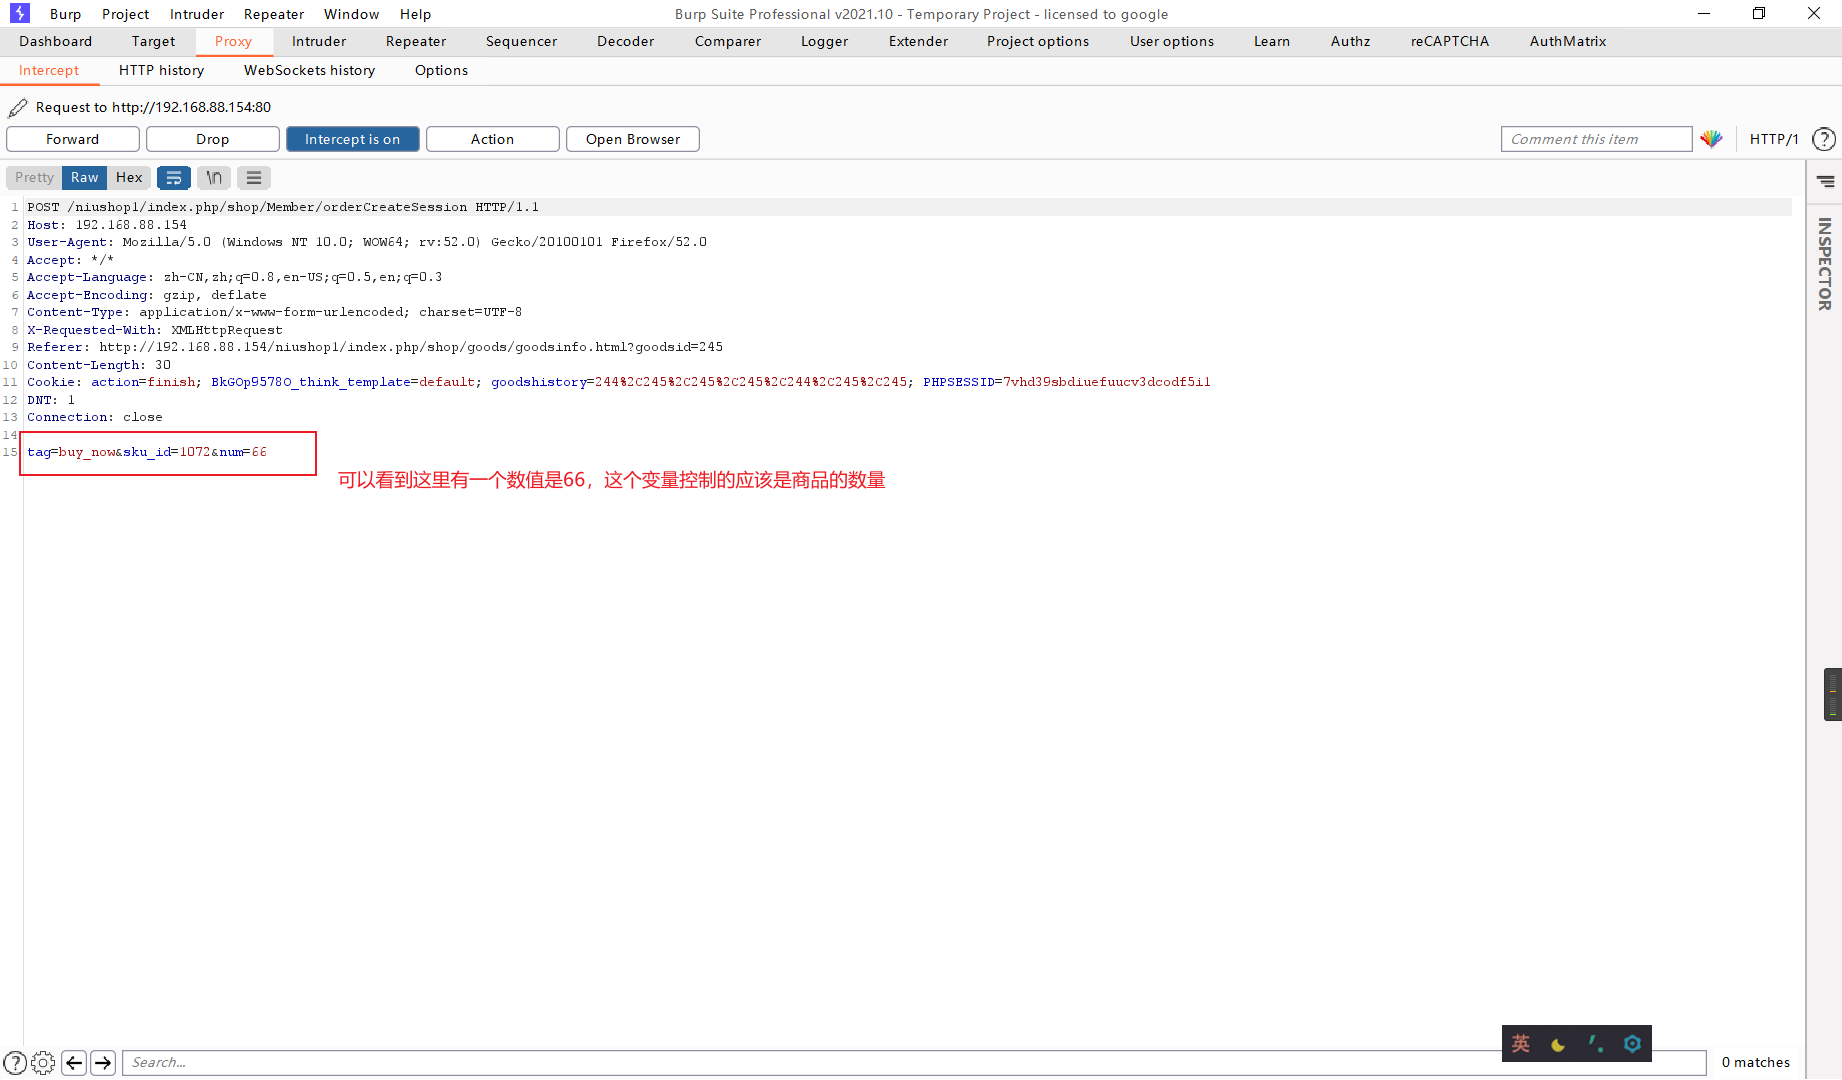 Burp Project Intruder Repeater Window Help
Burp Suite Professional v2021.10 - Temporary Project - licensed to google
Dashboard Target Proxy Intruder Repeater Sequencer Decoder Comparer Logger Extender Project options User options Learn Authz reCAPTCHA AuthMatrix
Intercept HTTP history WebSockets history Options
Request to http://192.168.88.154:80
Forward Drop Intercept is on Action Open Browser Comment this item HTTP/1 ?
Pretty Raw Hex \n
INSPECTOR
1 POST /niushop1/index.php/shop/Member/orderCreateSession HTTP/1.1
2 Host: 192.168.88.154
3 User-Agent: Mozilla/5.0 (Windows NT 10.0; WOW64; rv:52.0) Gecko/20100101 Firefox/52.0
4 Accept: */*
5 Accept-Language: zh-CN,zh;q=0.8,en-US;q=0.5,en;q=0.3
6 Accept-Encoding: gzip, deflate
7 Content-Type: application/x-www-form-urlencoded; charset=UTF-8
8 X-Requested-With: XMLHttpRequest
9 Referer: http://192.168.88.154/niushop1/index.php/shop/goods/goodsinfo.html?goodsid=245
10 Content-Length: 30
11 Cookie: action=finish; BkGOp9578O_think_template=default; goodshistory=244%2C245%2C245%2C245%2C244%2C245%2C245; PHPSESSID=7vhd39sbdiuefuucv3dcodf5i1
12 DNT: 1
13 Connection: close
14
15 tag=buy_now&sku_id=1072&num=66
可以看到这里有一个数值是66，这个变量控制的应该是商品的数量
英
? Search... 0 matches